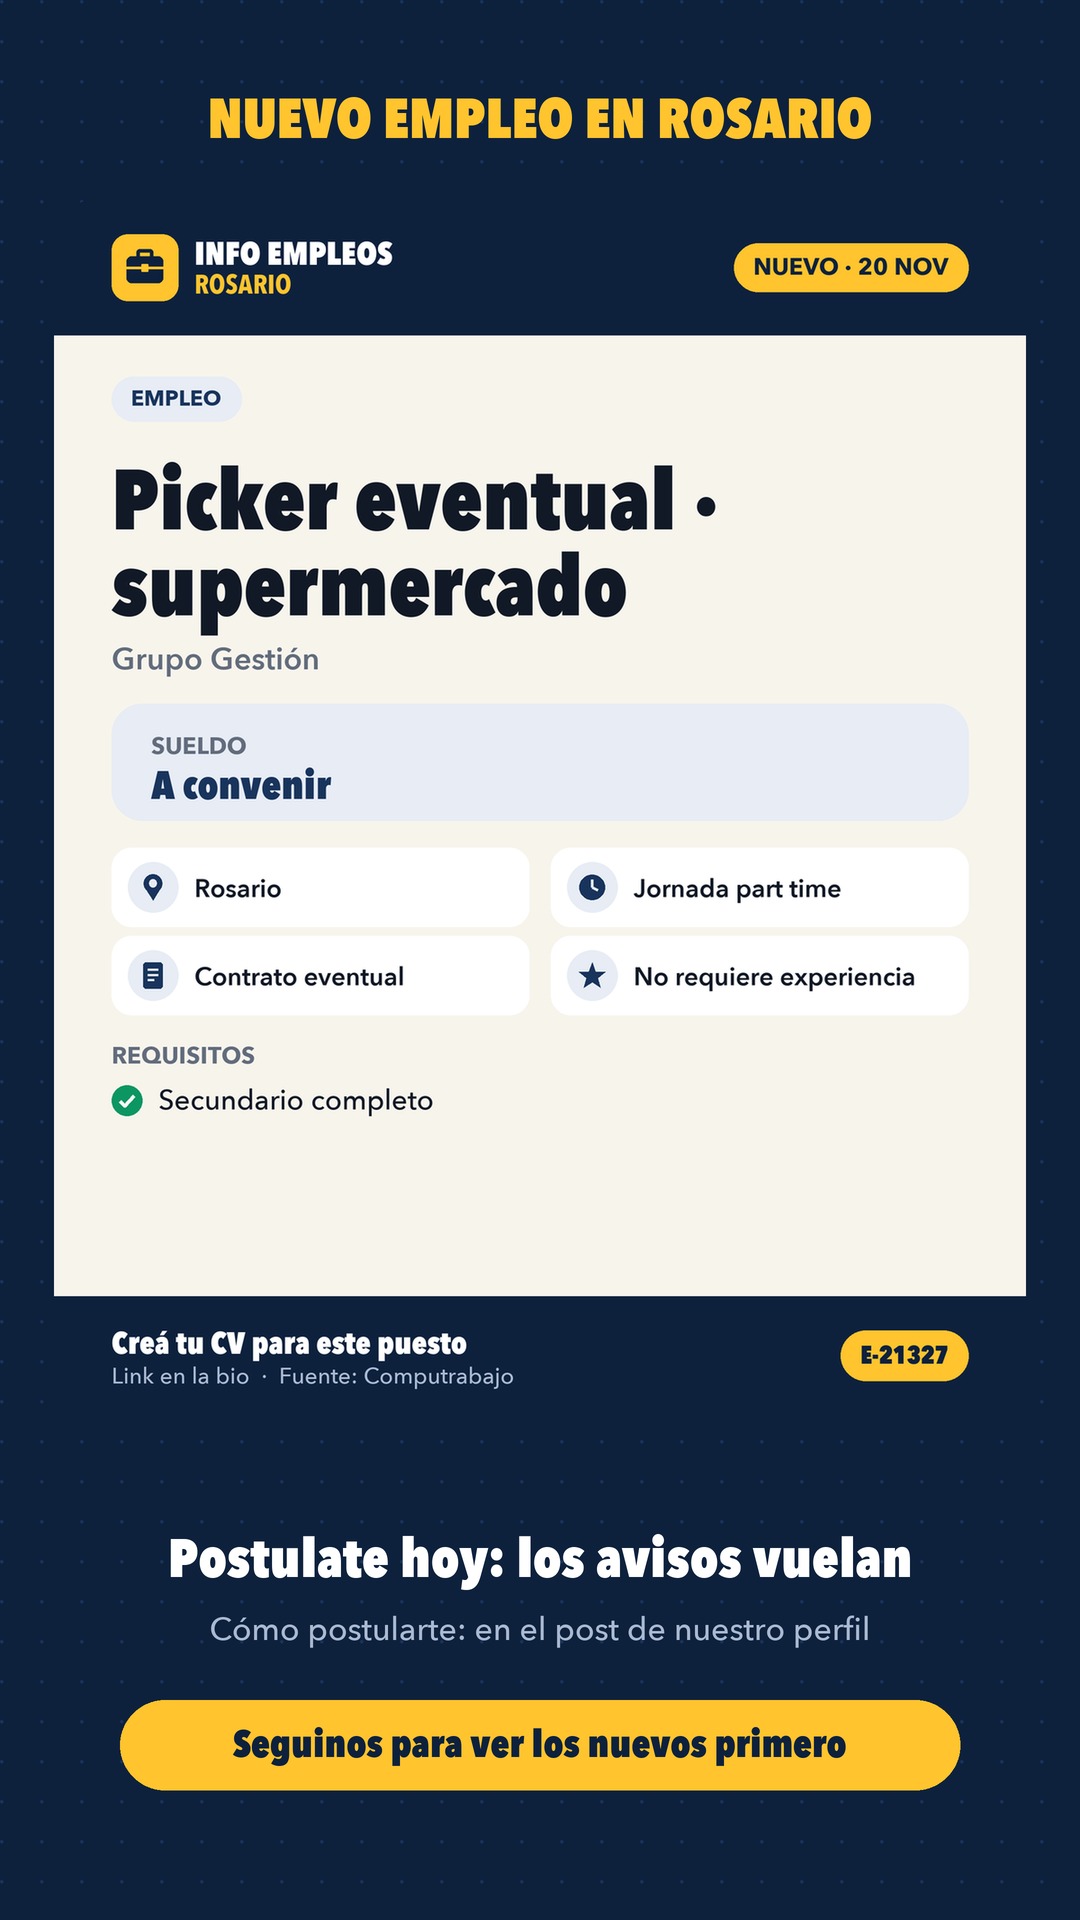 NUEVO EMPLEO EN ROSARIO
INFO EMPLEOS
ROSARIO
NUEVO · 20 NOV
EMPLEO
Picker eventual ·
supermercado
Grupo Gestión
SUELDO
A convenir
Rosario
Jornada part time
Contrato eventual
No requiere experiencia
REQUISITOS
Secundario completo
Creá tu CV para este puesto
Link en la bio · Fuente: Computrabajo
E-21327
Postulate hoy: los avisos vuelan
Cómo postularte: en el post de nuestro perfil
Seguinos para ver los nuevos primero